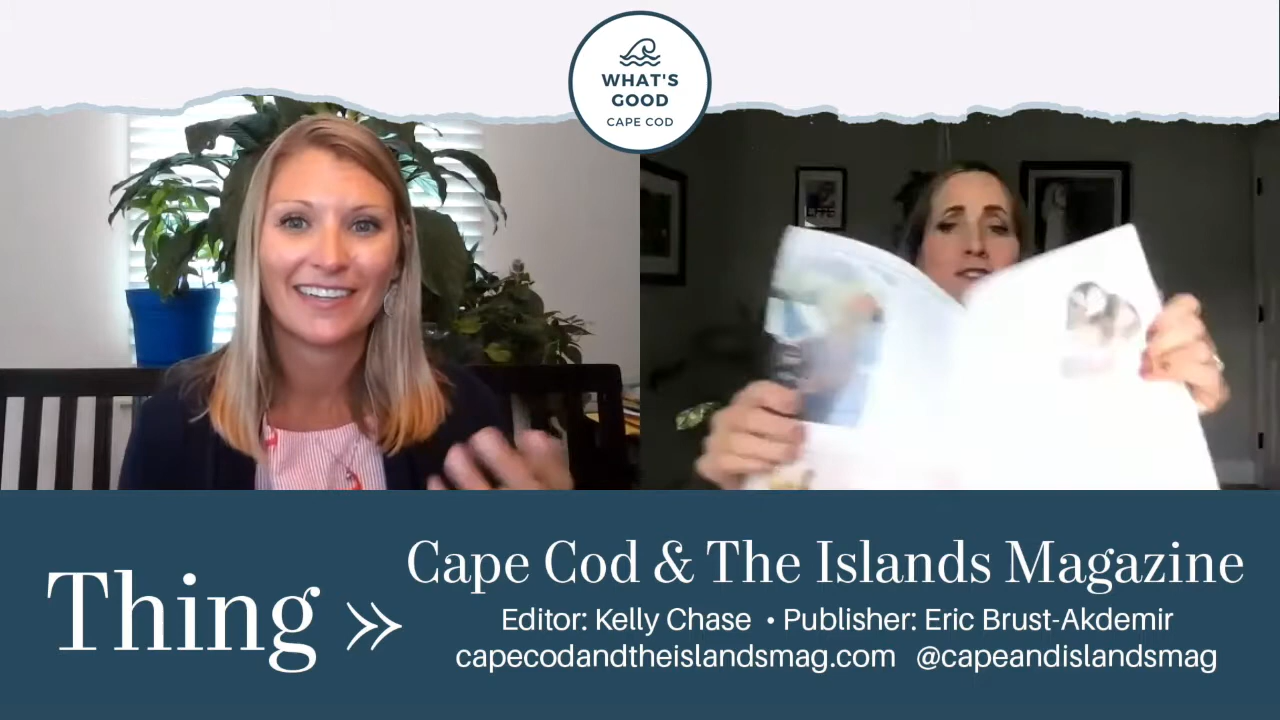 WHAT'S
GOOD
CAPE COD
Thing »
Cape Cod & The Islands Magazine
Editor: Kelly Chase • Publisher: Eric Brust-Akdemir
capecodandtheislandsmag.com @capeandislandsmag